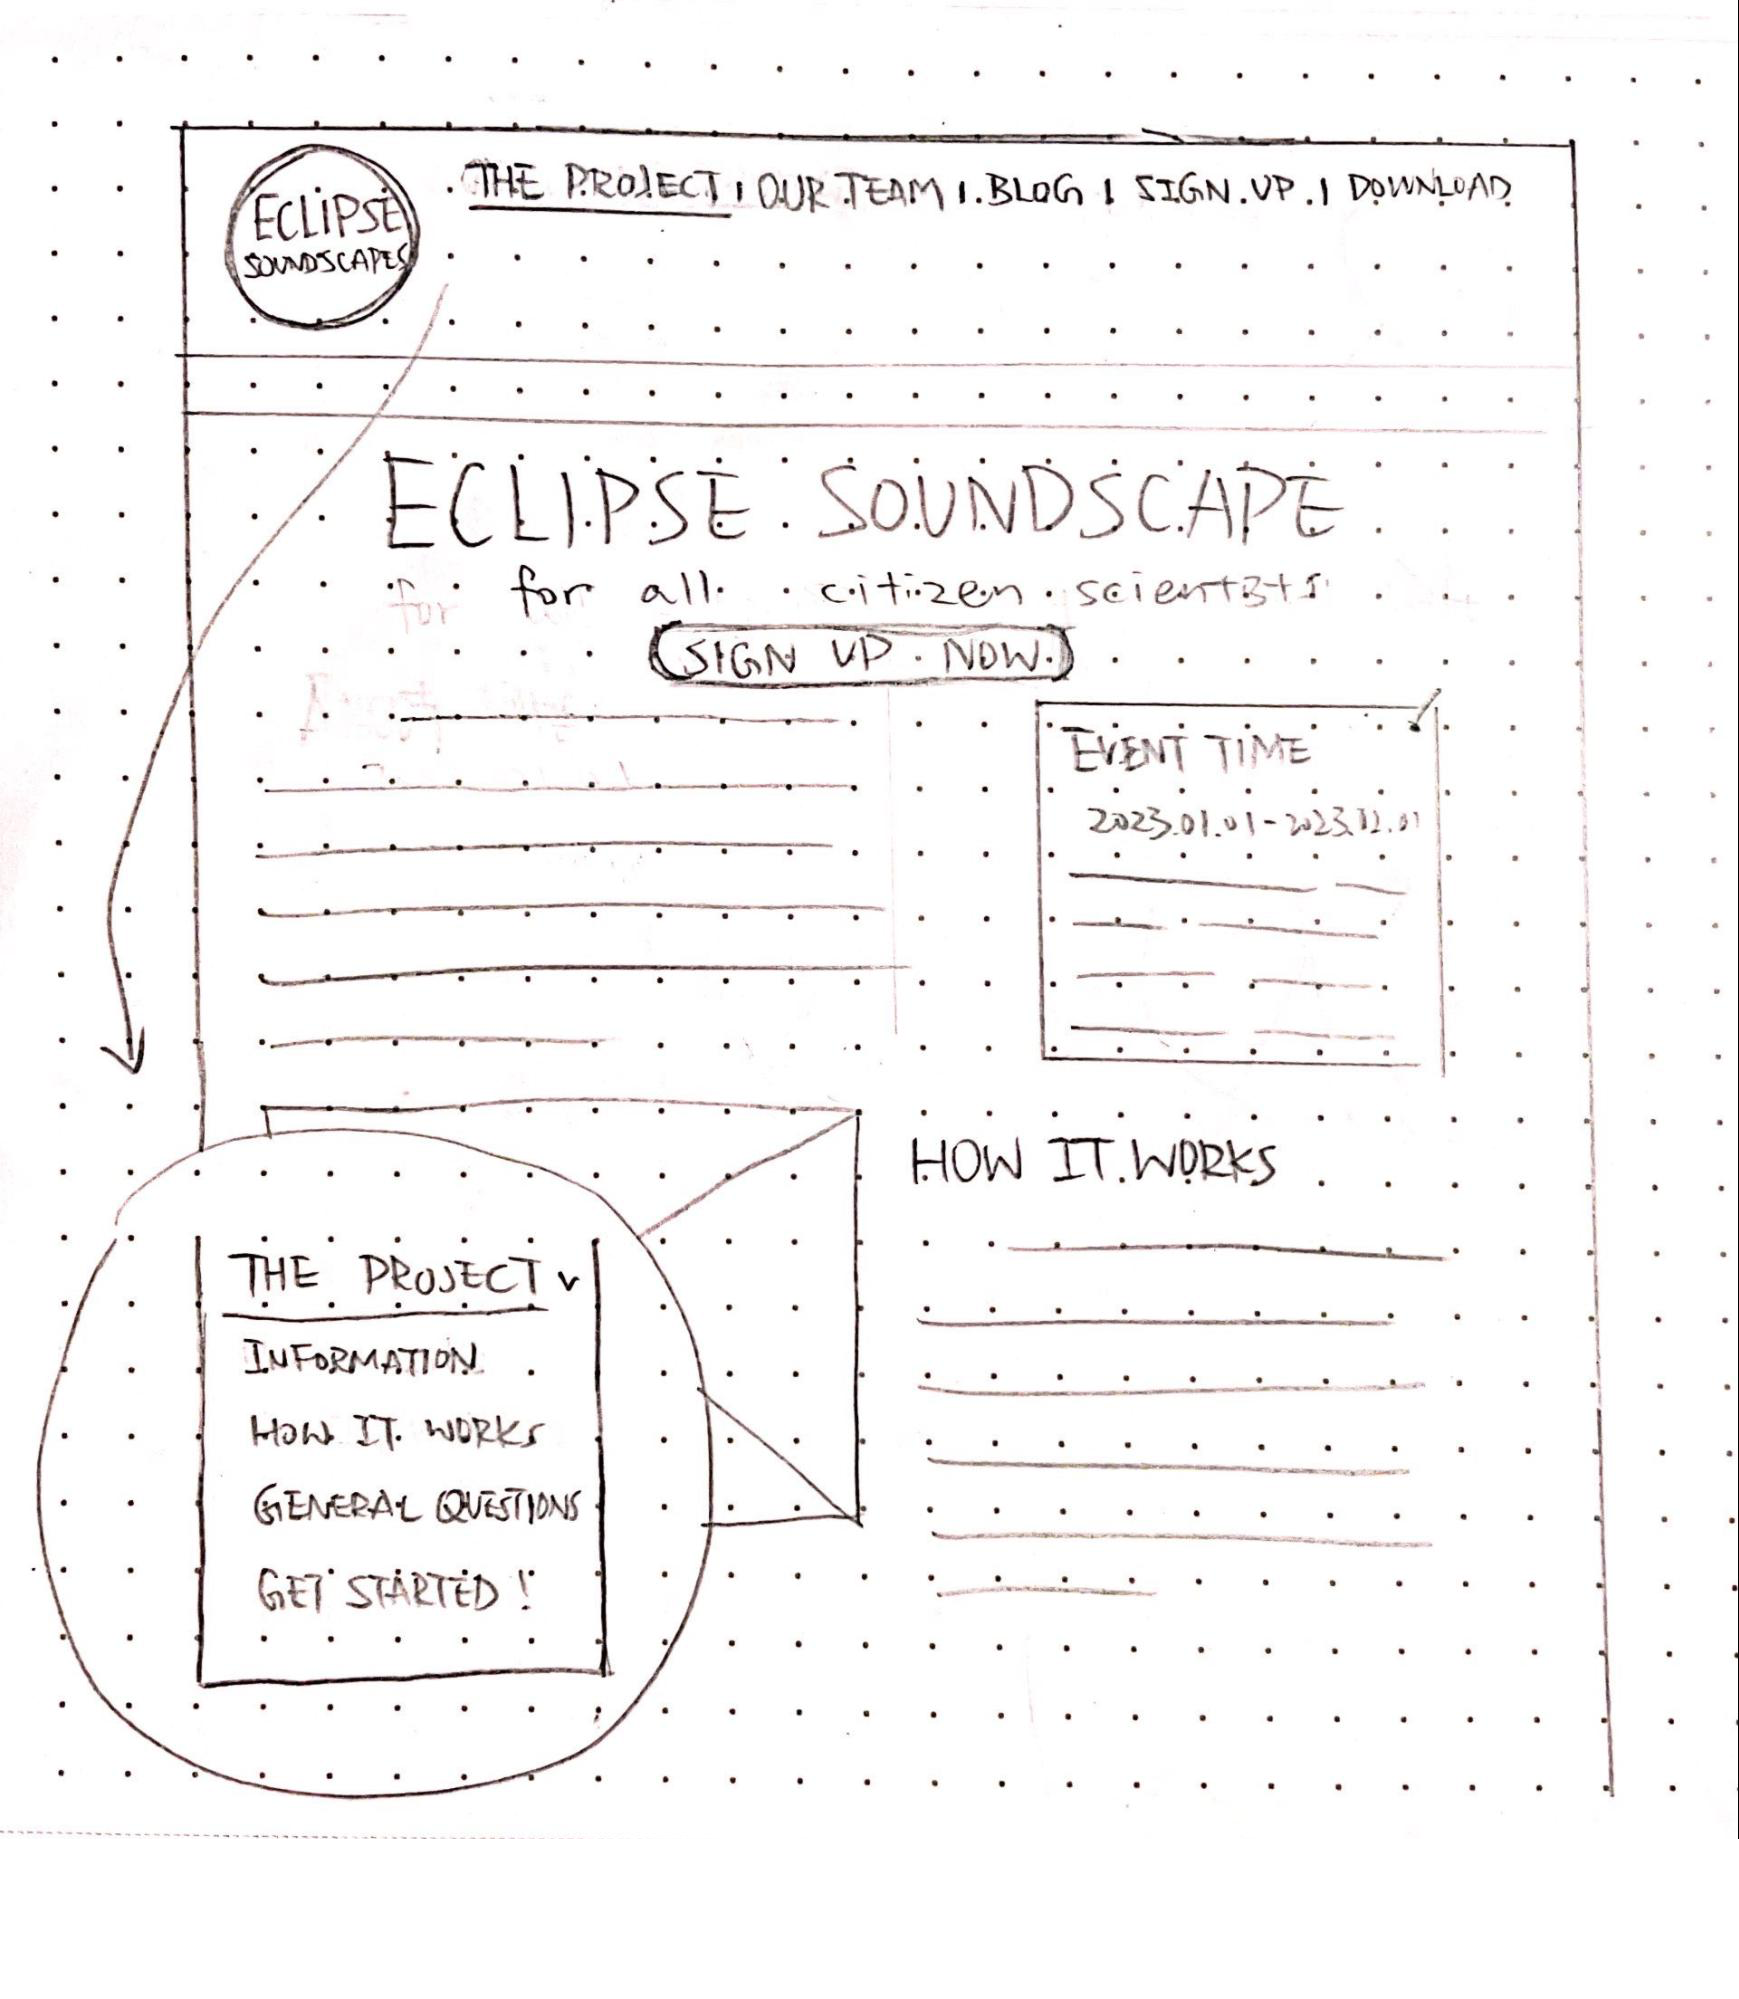 ECLIPSE
SOUNDSCAPES
THE PROJECT | OUR TEAM | BLOG | SIGN UP | DOWNLOAD
ECLIPSE SOUNDSCAPE
for for all citizen scientists
SIGN UP NOW
EVENT TIME
2023.01.01-2023.12.01
HOW IT WORKS
THE PROJECT v
INFORMATION
HOW IT WORKS
GENERAL QUESTIONS
GET STARTED!